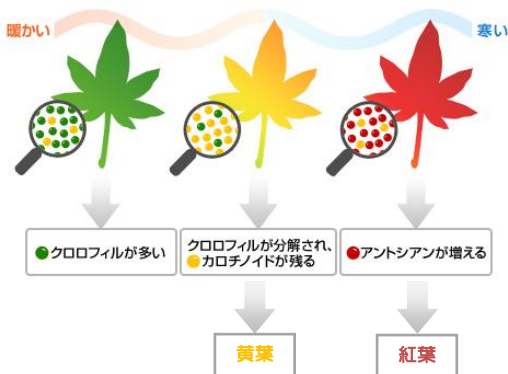 暖かい
寒い
クロロフィルが多い
クロロフィルが分解され、
カロチノイドが残る
アントシアンが増える
黄葉
紅葉